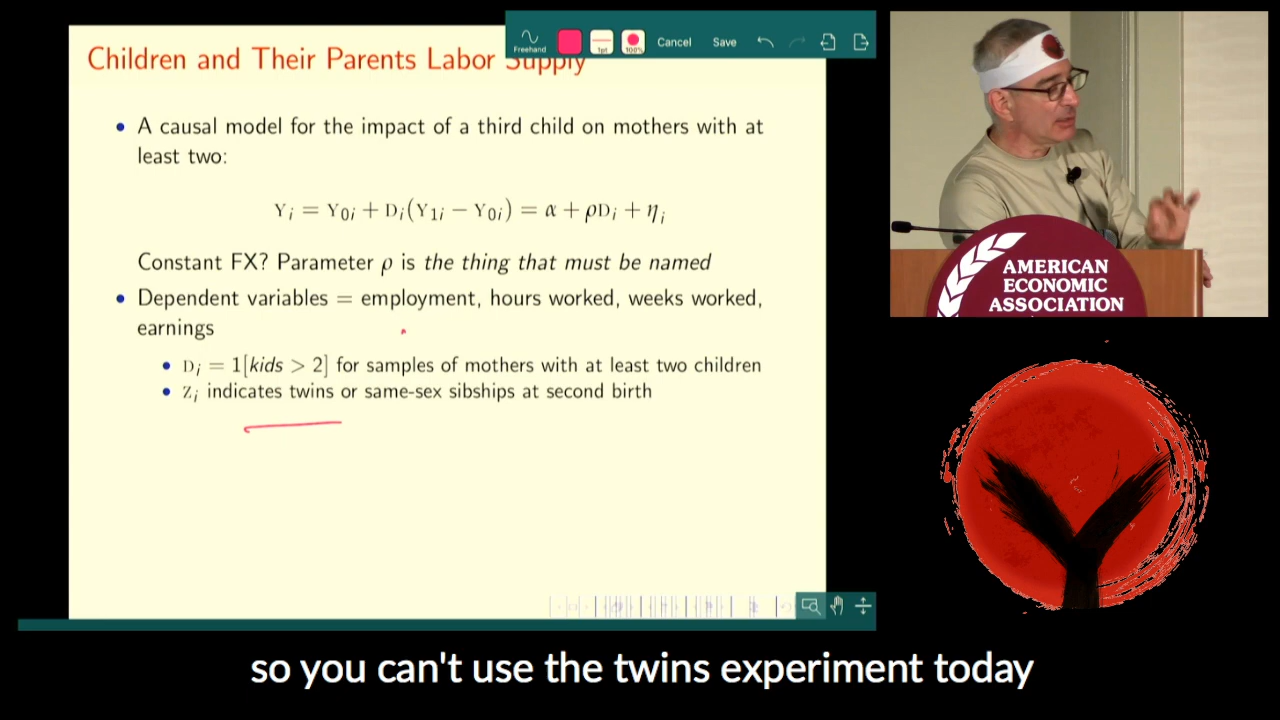 Children and Their Parents Labor Supply
Freehand
1pt
100%
Cancel
Save
• A causal model for the impact of a third child on mothers with at
least two:
Yᵢ = Y₀ᵢ + Dᵢ(Y₁ᵢ − Y₀ᵢ) = α + ρDᵢ + ηᵢ
Constant FX? Parameter ρ is the thing that must be named
• Dependent variables = employment, hours worked, weeks worked,
earnings
• Dᵢ = 1[kids > 2] for samples of mothers with at least two children
• Zᵢ indicates twins or same-sex sibships at second birth
AMERICAN
ECONOMIC
ASSOCIATION
so you can't use the twins experiment today